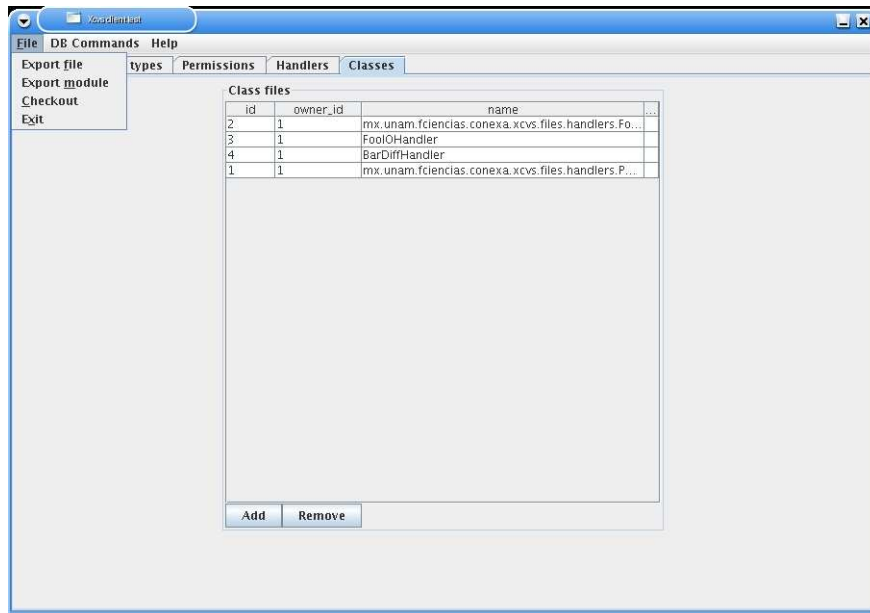 File DB Commands Help
Export file
Export module
Checkout
Exit
types Permissions Handlers Classes
Class files
id owner_id name ...
2 1 mx.unam.fciencias.conexa.xcvs.files.handlers.Fo...
3 1 FooIOHandler
4 1 BarDiffHandler
1 1 mx.unam.fciencias.conexa.xcvs.files.handlers.P...
Add Remove